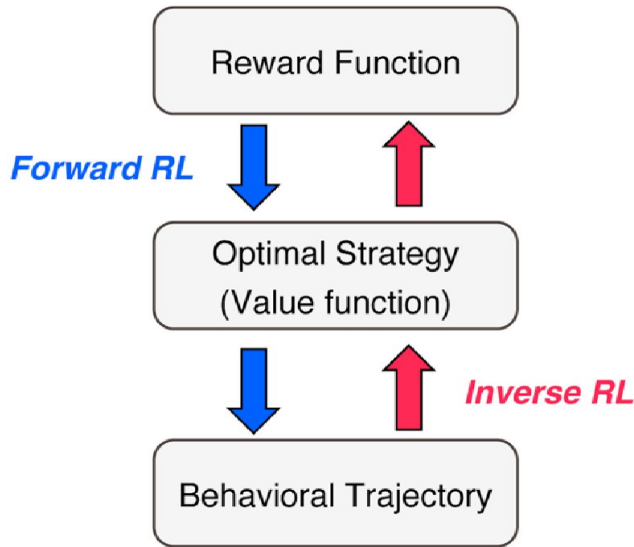 Reward Function
Forward RL
Optimal Strategy
(Value function)
Inverse RL
Behavioral Trajectory